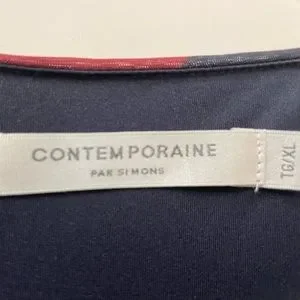 CONTEMPORAINE
PAR SIMONS
TG/XL